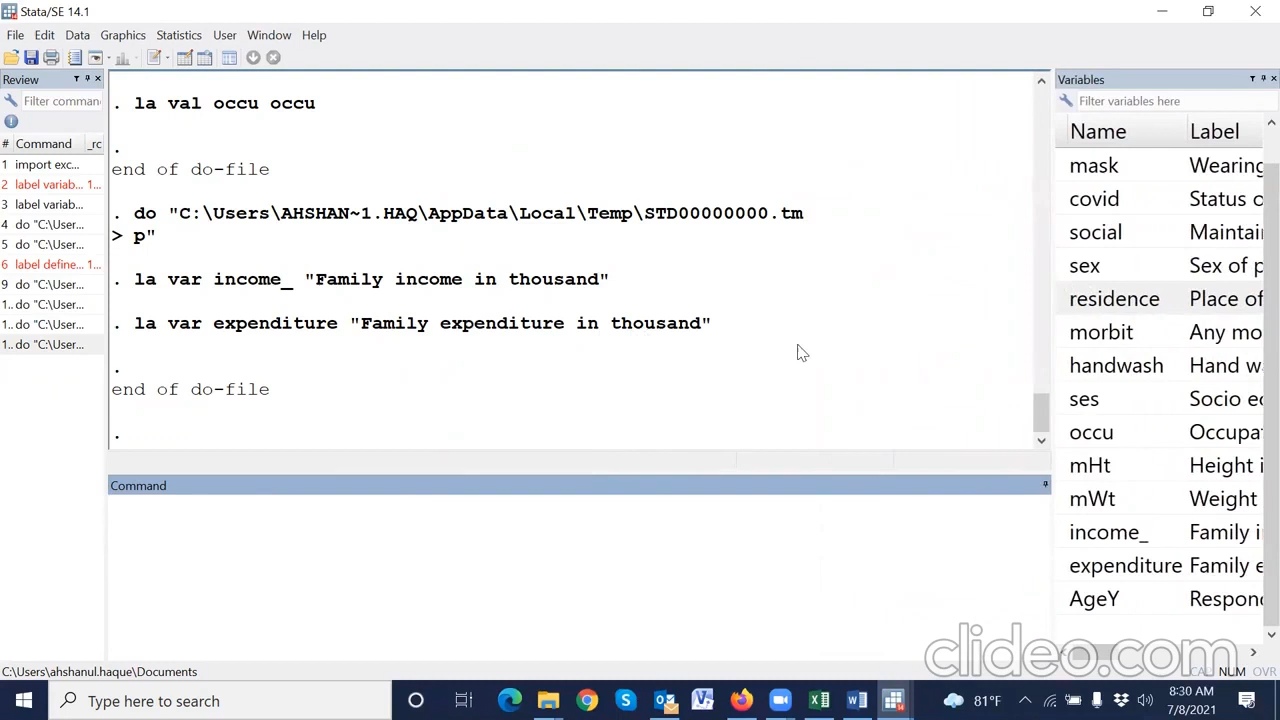 Stata/SE 14.1
File Edit Data Graphics Statistics User Window Help
Review
Filter comman
# Command _rc
1 import exc...
2 label variab... 1...
3 label variab...
4 do "C:\User...
5 do "C:\User...
6 label define... 1...
9 do "C:\User...
1.. do "C:\User...
1.. do "C:\User...
1.. do "C:\User...
. la val occu occu
.
end of do-file
. do "C:\Users\AHSHAN~1.HAQ\AppData\Local\Temp\STD00000000.tm
> p"
. la var income_ "Family income in thousand"
. la var expenditure "Family expenditure in thousand"
.
end of do-file
.
Command
Variables
Filter variables here
Name Label
mask Wearing
covid Status o
social Maintai
sex Sex of p
residence Place of
morbit Any mo
handwash Hand wa
ses Socio ec
occu Occupat
mHt Height i
mWt Weight
income_ Family i
expenditure Family e
AgeY Respond
clideo.com
C:\Users\ahshanul.haque\Documents
CAP NUM OVR
Type here to search
81°F
8:30 AM
7/8/2021